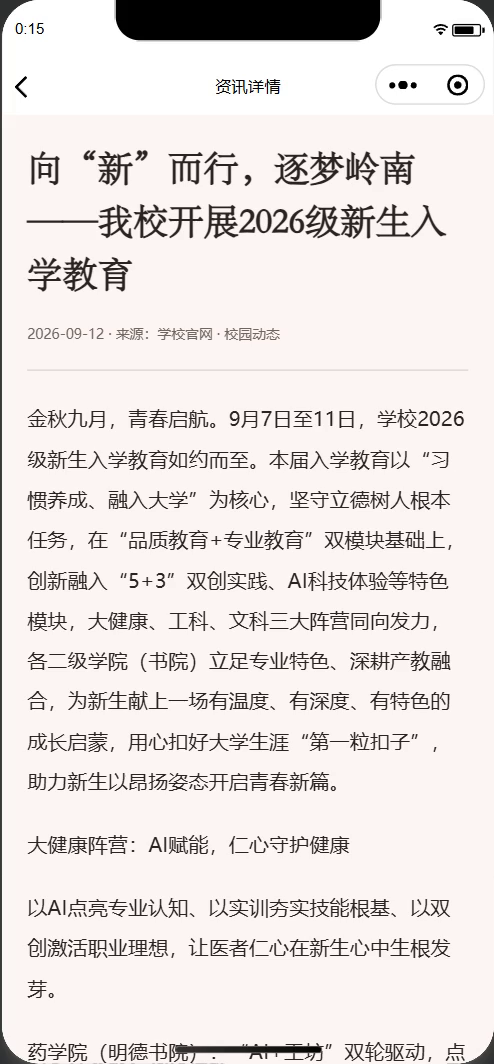 0:15
资讯详情
向“新”而行，逐梦岭南
——我校开展2026级新生入
学教育
2026-09-12 · 来源：学校官网 · 校园动态
金秋九月，青春启航。9月7日至11日，学校2026
级新生入学教育如约而至。本届入学教育以“习
惯养成、融入大学”为核心，坚守立德树人根本
任务，在“品质教育+专业教育”双模块基础上，
创新融入“5+3”双创实践、AI科技体验等特色
模块，大健康、工科、文科三大阵营同向发力，
各二级学院（书院）立足专业特色、深耕产教融
合，为新生献上一场有温度、有深度、有特色的
成长启蒙，用心扣好大学生涯“第一粒扣子”，
助力新生以昂扬姿态开启青春新篇。
大健康阵营：AI赋能，仁心守护健康
以AI点亮专业认知、以实训夯实技能根基、以双
创激活职业理想，让医者仁心在新生心中生根发
芽。
药学院（明德书院）：“AI+工坊”双轮驱动，点